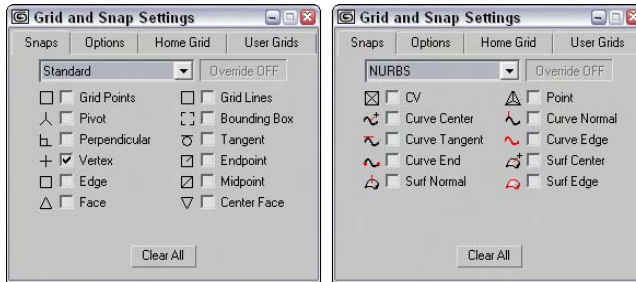 Grid and Snap Settings
Snaps Options Home Grid User Grids
Standard Override OFF
Grid Points Grid Lines
Pivot Bounding Box
Perpendicular Tangent
Vertex Endpoint
Edge Midpoint
Face Center Face
Clear All
Grid and Snap Settings
Snaps Options Home Grid User Grids
NURBS Override OFF
CV Point
Curve Center Curve Normal
Curve Tangent Curve Edge
Curve End Surf Center
Surf Normal Surf Edge
Clear All